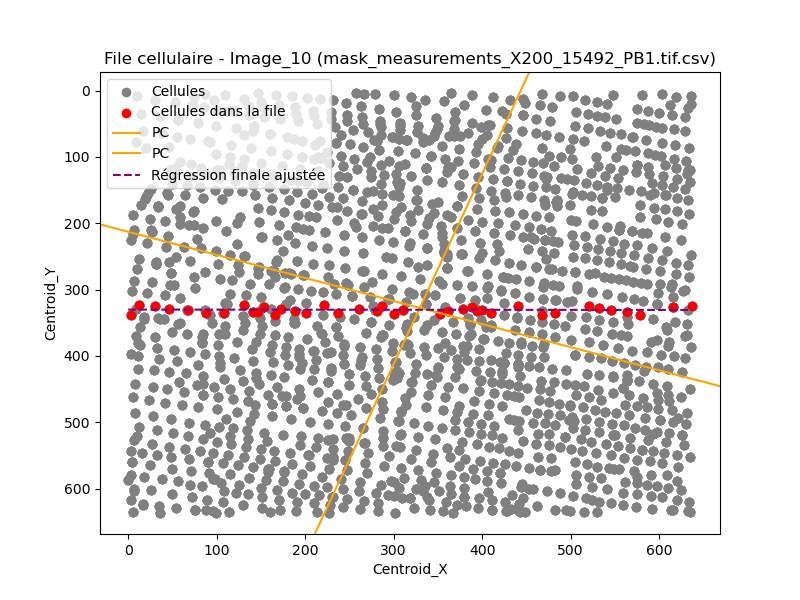 File cellulaire - Image_10 (mask_measurements_X200_15492_PB1.tif.csv)
Cellules
Cellules dans la file
PC
PC
Régression finale ajustée
0
100
200
300
400
500
600
Centroid_Y
0 100 200 300 400 500 600
Centroid_X